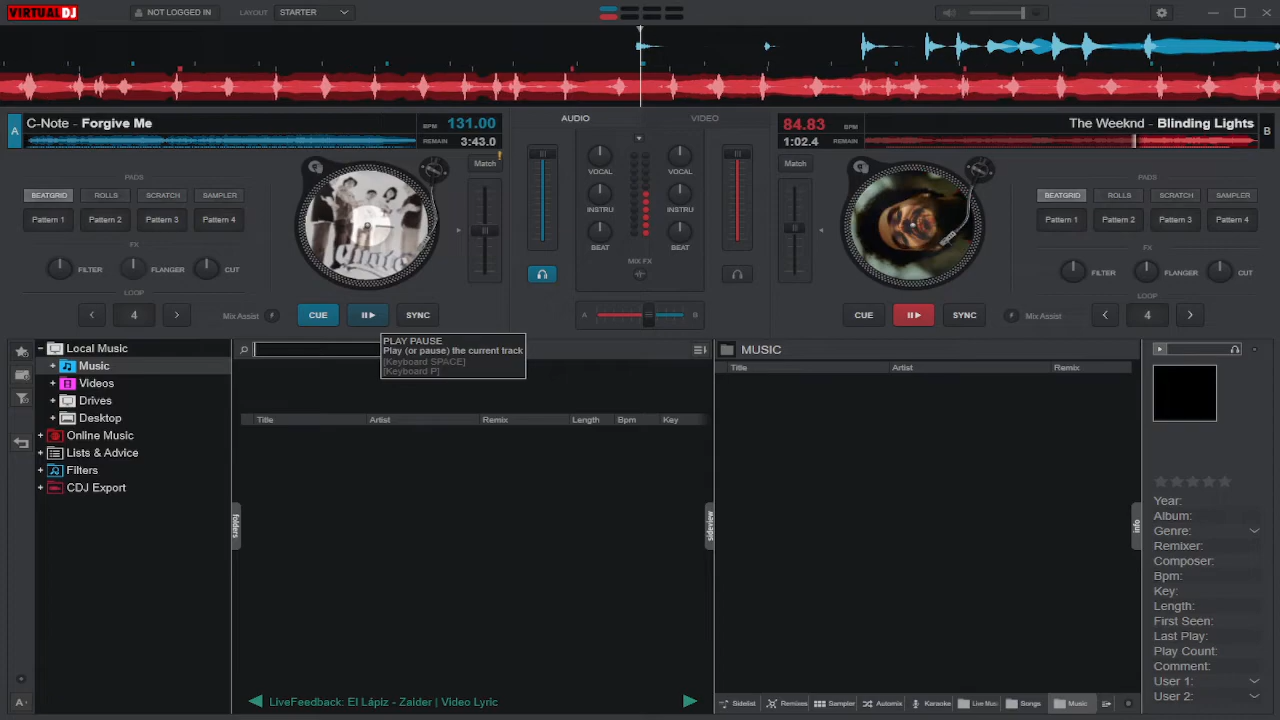 VIRTUALDJ
NOT LOGGED IN
LAYOUT
STARTER
A
C-Note - Forgive Me
BPM
131.00
REMAIN
3:43.0
AUDIO
VIDEO
84.83
BPM
REMAIN
1:02.4
The Weeknd - Blinding Lights
B
PADS
BEATGRID
ROLLS
SCRATCH
SAMPLER
Pattern 1
Pattern 2
Pattern 3
Pattern 4
FX
FILTER
FLANGER
CUT
LOOP
4
Mix Assist
Match
CUE
SYNC
VOCAL
VOCAL
INSTRU
INSTRU
BEAT
BEAT
MIX FX
A
B
Match
PADS
BEATGRID
ROLLS
SCRATCH
SAMPLER
Pattern 1
Pattern 2
Pattern 3
Pattern 4
FX
FILTER
FLANGER
CUT
LOOP
CUE
SYNC
Mix Assist
4
PLAY PAUSE
Play (or pause) the current track
[Keyboard SPACE]
[Keyboard P]
Local Music
Music
Videos
Drives
Desktop
Online Music
Lists & Advice
Filters
CDJ Export
folders
Title
Artist
Remix
Length
Bpm
Key
sideview
LiveFeedback: El Lápiz - Zaider | Video Lyric
MUSIC
Title
Artist
Remix
info
Sidelist
Remixes
Sampler
Automix
Karaoke
Live Mus
Songs
Music
Year:
Album:
Genre:
Remixer:
Composer:
Bpm:
Key:
Length:
First Seen:
Last Play:
Play Count:
Comment:
User 1:
User 2:
A